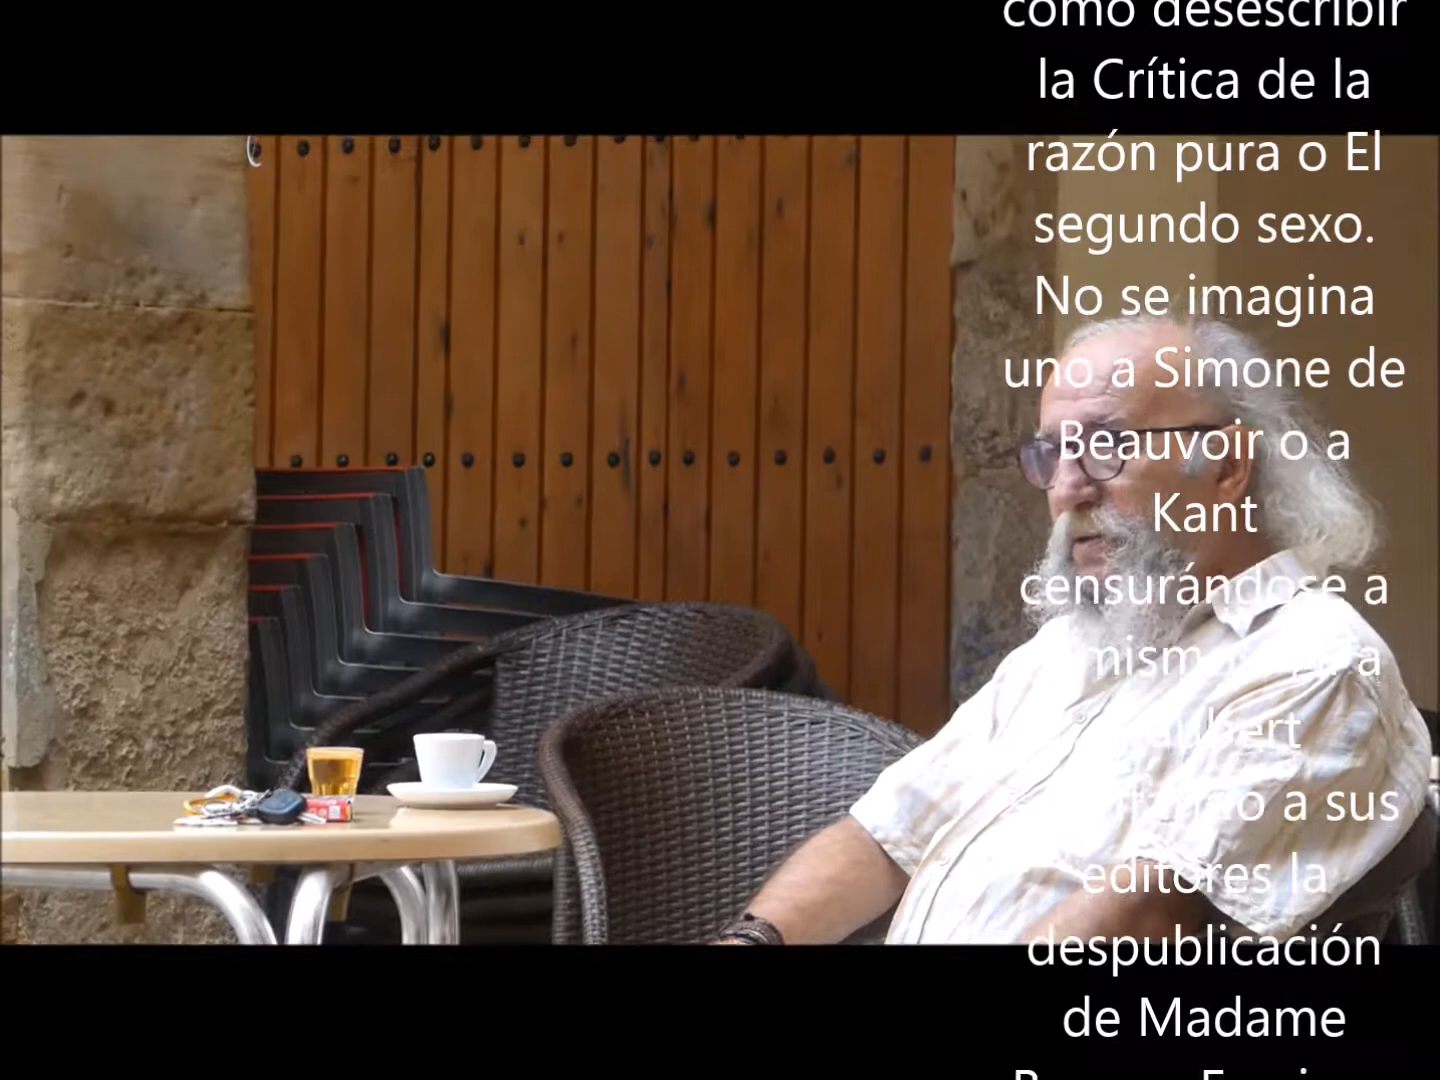 como desescribir
la Crítica de la
razón pura o El
segundo sexo.
No se imagina
uno a Simone de
Beauvoir o a
Kant
censurándose a
a sus
editores la
despublicación
de Madame